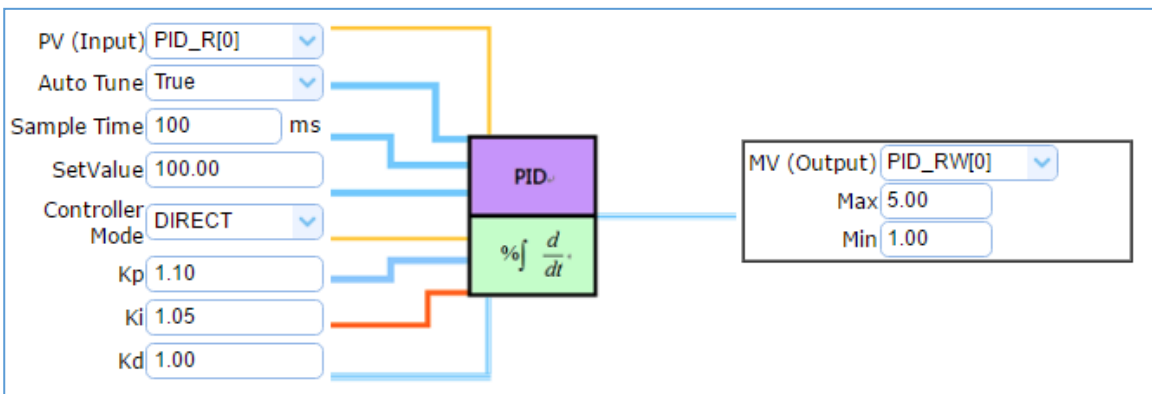 PV (Input) PID_R[0]
Auto Tune True
Sample Time 100 ms
SetValue 100.00
Controller Mode DIRECT
Kp 1.10
Ki 1.05
Kd 1.00
PID
%∫ d/dt
MV (Output) PID_RW[0]
Max 5.00
Min 1.00